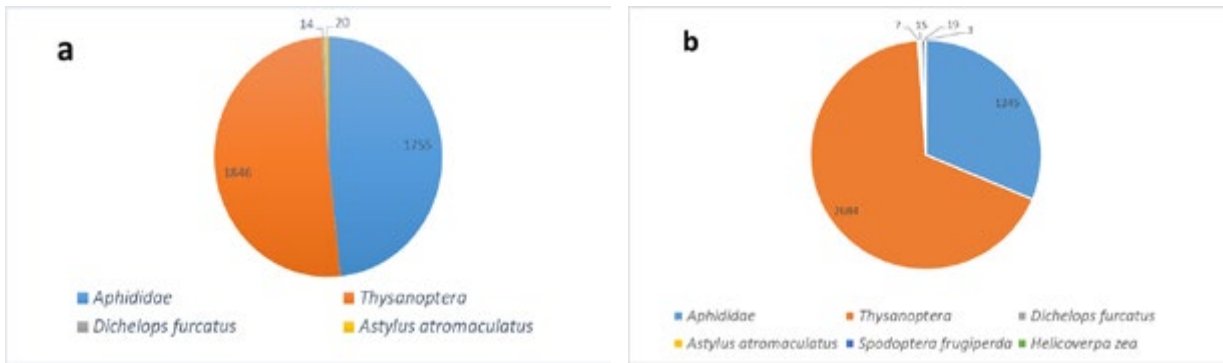 a
14
20
1755
1846
Aphididae
Thysanoptera
Dichelops furcatus
Astylus atromaculatus
b
7
15
19
3
1245
2684
Aphididae
Thysanoptera
Dichelops furcatus
Astylus atromaculatus
Spodoptera frugiperda
Helicoverpa zea